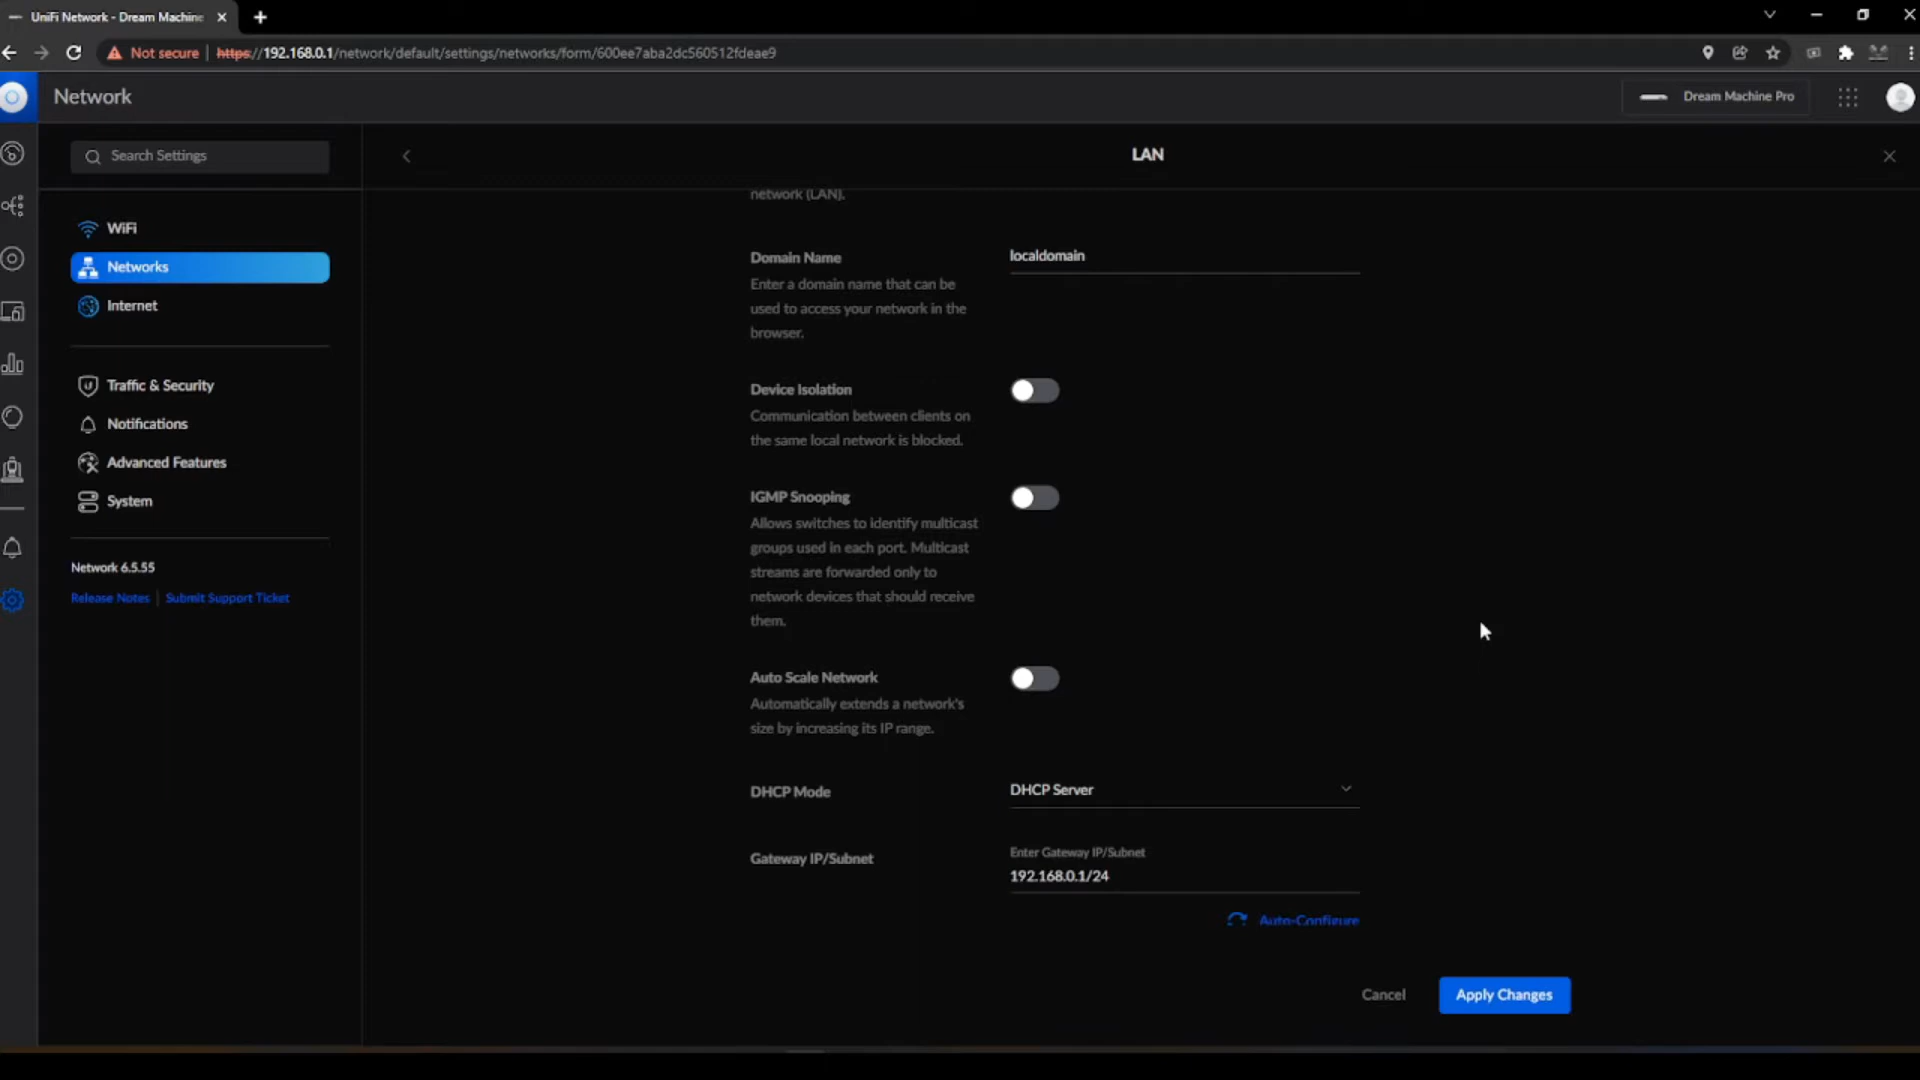 UniFi Network - Dream Machine
Not secure | https://192.168.0.1/network/default/settings/networks/form/600ee7aba2dc560512fdeae9
Network
Dream Machine Pro
Search Settings
LAN
WiFi
Networks
Internet
Traffic & Security
Notifications
Advanced Features
System
Network 6.5.55
Release Notes | Submit Support Ticket
network (LAN).
Domain Name
localdomain
Enter a domain name that can be
used to access your network in the
browser.
Device Isolation
Communication between clients on
the same local network is blocked.
IGMP Snooping
Allows switches to identify multicast
groups used in each port. Multicast
streams are forwarded only to
network devices that should receive
them.
Auto Scale Network
Automatically extends a network's
size by increasing its IP range.
DHCP Mode
DHCP Server
Gateway IP/Subnet
Enter Gateway IP/Subnet
192.168.0.1/24
Auto-Configure
Cancel
Apply Changes